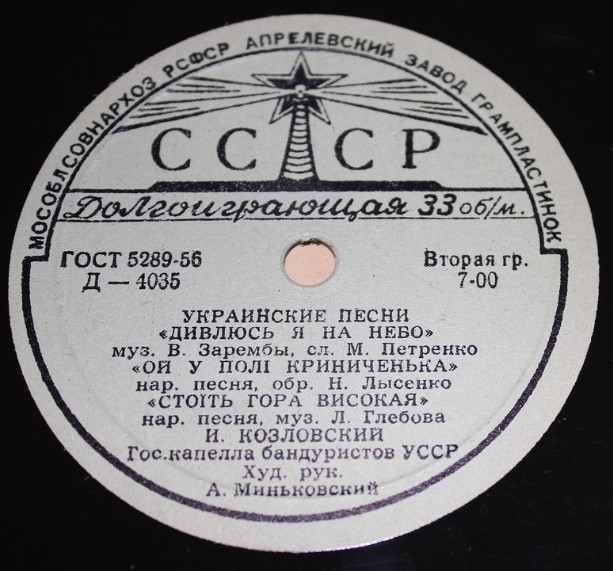 МОСОБЛСОВНАРХОЗ РСФСР АПРЕЛЕВСКИЙ ЗАВОД ГРАМПЛАСТИНОК
СССР
Долгоиграющая 33 об/м.
ГОСТ 5289-56
Д — 4035
Вторая гр.
7-00
УКРАИНСКИЕ ПЕСНИ
«ДИВЛЮСЬ Я НА НЕБО»
муз. В. Зарембы, сл. М. Петренко
«ОЙ У ПОЛІ КРИНИЧЕНЬКА»
нар. песня, обр. Н. Лысенко
«СТОЇТЬ ГОРА ВИСОКАЯ»
нар. песня, муз. Л. Глебова
И. КОЗЛОВСКИЙ
Гос.капелла бандуристов УССР
Худ. рук.
А. Миньковский